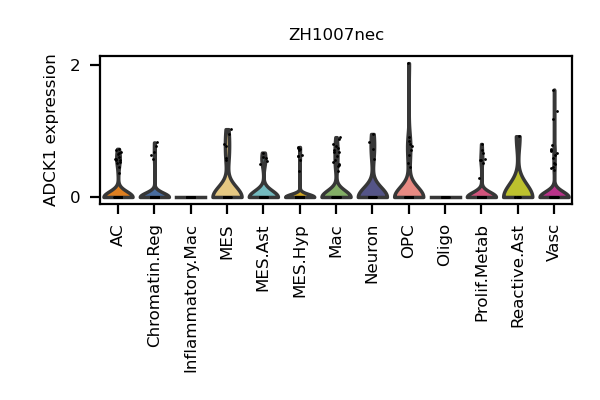 ZH1007nec
ADCK1 expression
2
0
AC
Chromatin.Reg
Inflammatory.Mac
MES
MES.Ast
MES.Hyp
Mac
Neuron
OPC
Oligo
Prolif.Metab
Reactive.Ast
Vasc